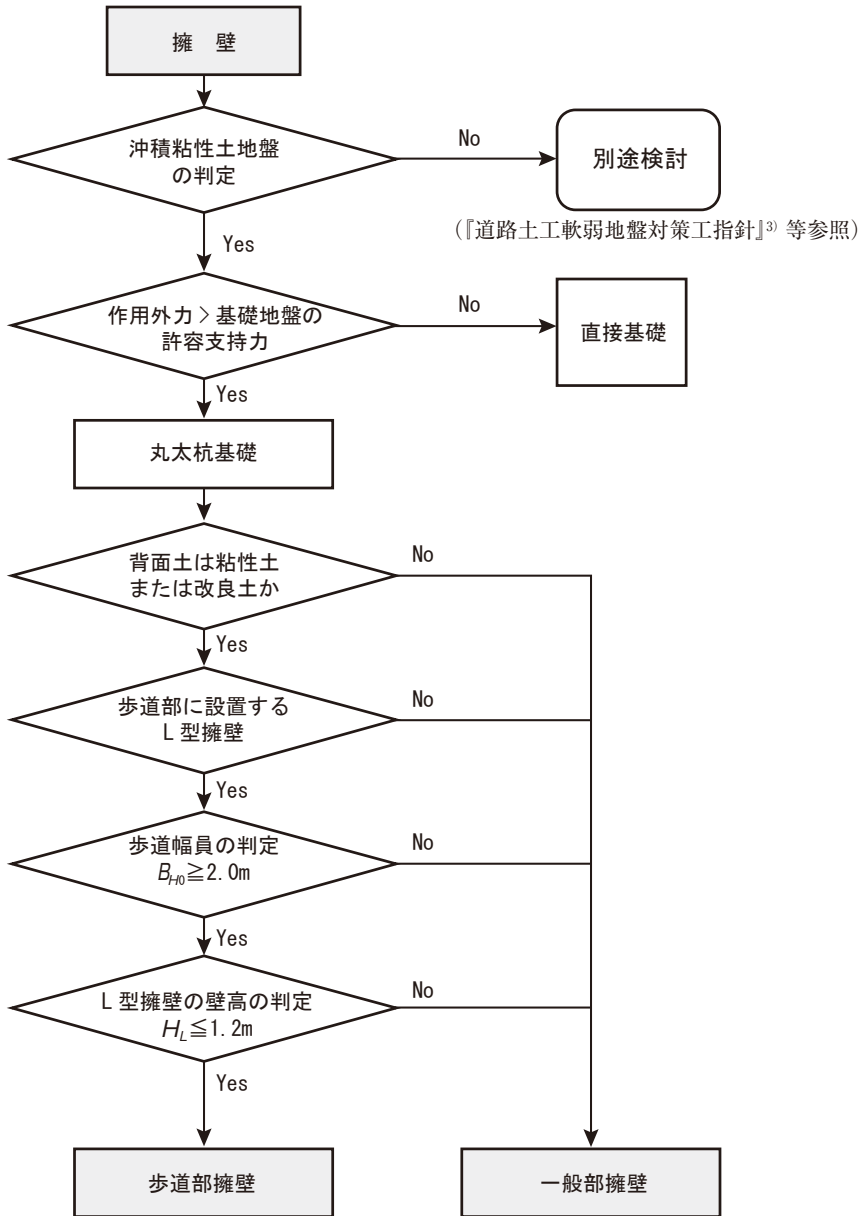 擁 壁
沖積粘性土地盤
の判定
No
別途検討
(『道路土工軟弱地盤対策工指針』3) 等参照)
Yes
作用外力 > 基礎地盤の
許容支持力
No
直接基礎
Yes
丸太杭基礎
背面土は粘性土
または改良土か
No
Yes
歩道部に設置する
L 型擁壁
No
Yes
歩道幅員の判定
BH0≧2.0m
No
Yes
L 型擁壁の壁高の判定
HL≦1.2m
No
Yes
歩道部擁壁
一般部擁壁